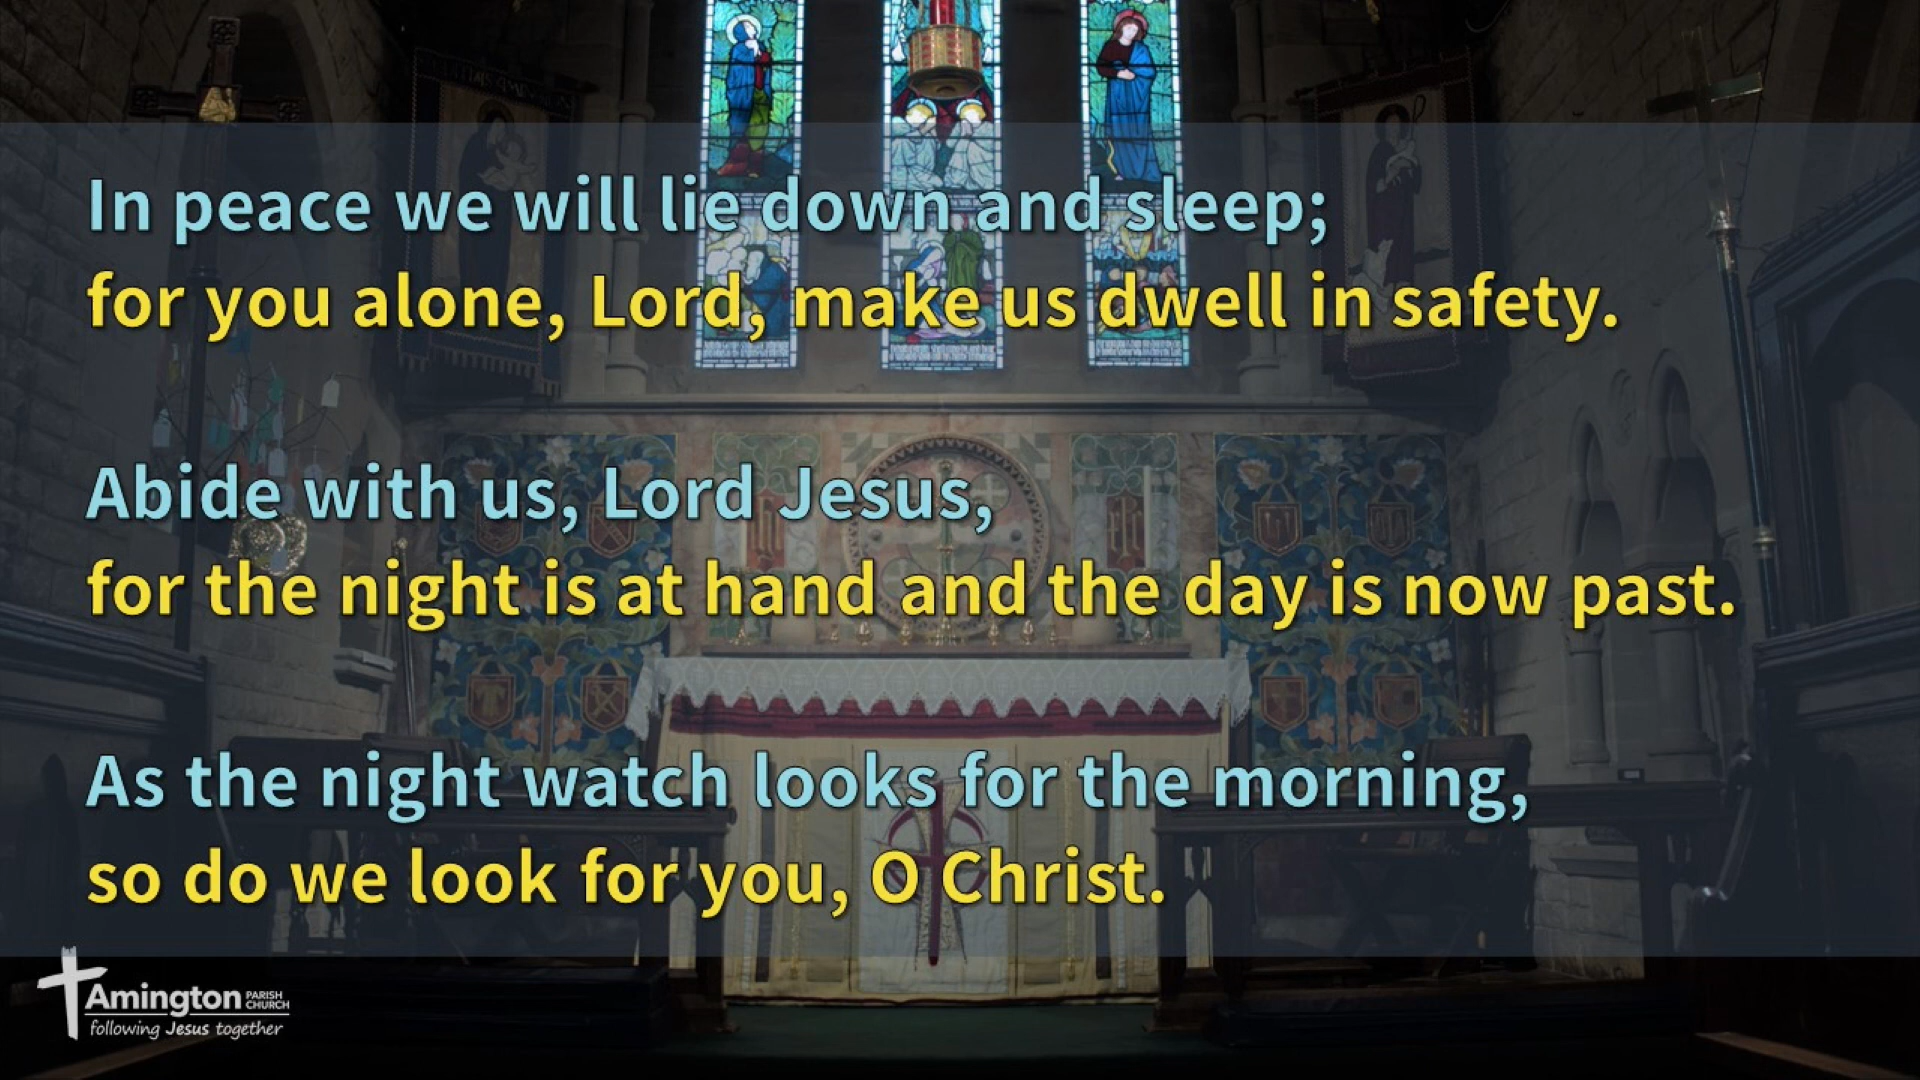 In peace we will lie down and sleep;
for you alone, Lord, make us dwell in safety.
Abide with us, Lord Jesus,
for the night is at hand and the day is now past.
As the night watch looks for the morning,
so do we look for you, O Christ.
Amington PARISH CHURCH
following Jesus together